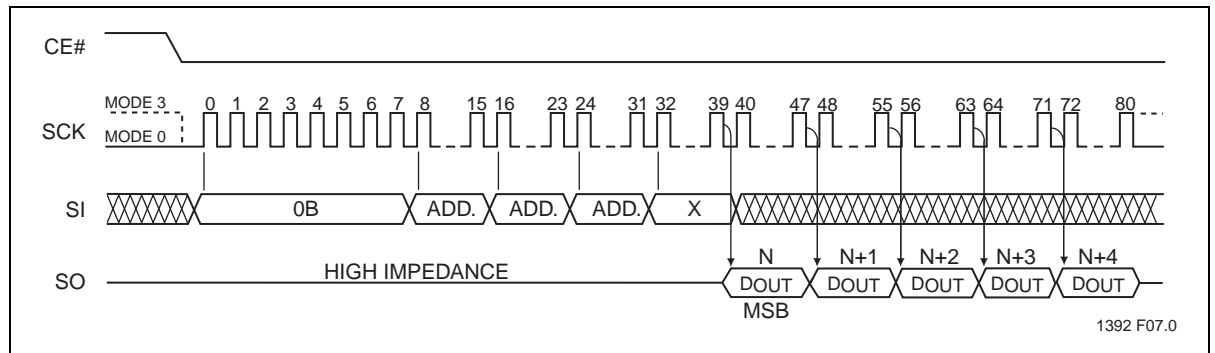 CE#
MODE 3
0 1 2 3 4 5 6 7 8 15 16 23 24 31 32 39 40 47 48 55 56 63 64 71 72 80
SCK
MODE 0
SI
0B ADD. ADD. ADD. X
N N+1 N+2 N+3 N+4
SO
HIGH IMPEDANCE
DOUT DOUT DOUT DOUT DOUT
MSB
1392 F07.0